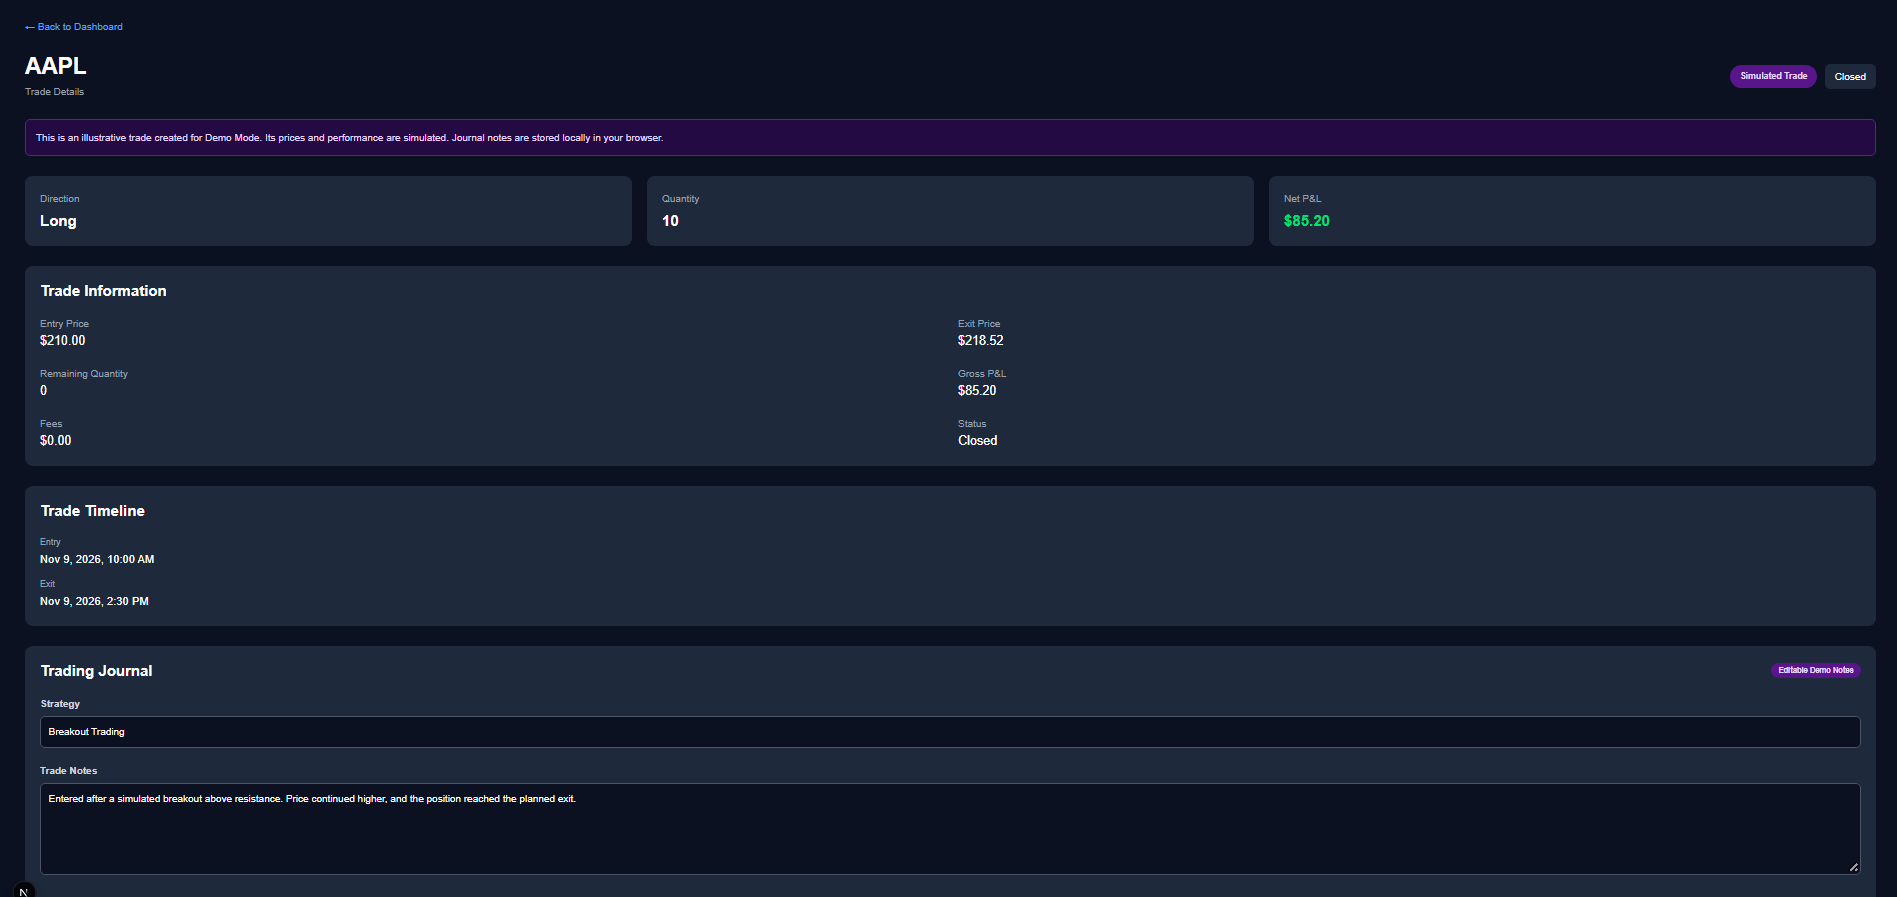 ← Back to Dashboard
AAPL
Trade Details
Simulated Trade
Closed
This is an illustrative trade created for Demo Mode. Its prices and performance are simulated. Journal notes are stored locally in your browser.
Direction
Long
Quantity
10
Net P&L
$85.20
Trade Information
Entry Price
$210.00
Exit Price
$218.52
Remaining Quantity
0
Gross P&L
$85.20
Fees
$0.00
Status
Closed
Trade Timeline
Entry
Nov 9, 2026, 10:00 AM
Exit
Nov 9, 2026, 2:30 PM
Trading Journal
Editable Demo Notes
Strategy
Breakout Trading
Trade Notes
Entered after a simulated breakout above resistance. Price continued higher, and the position reached the planned exit.
N